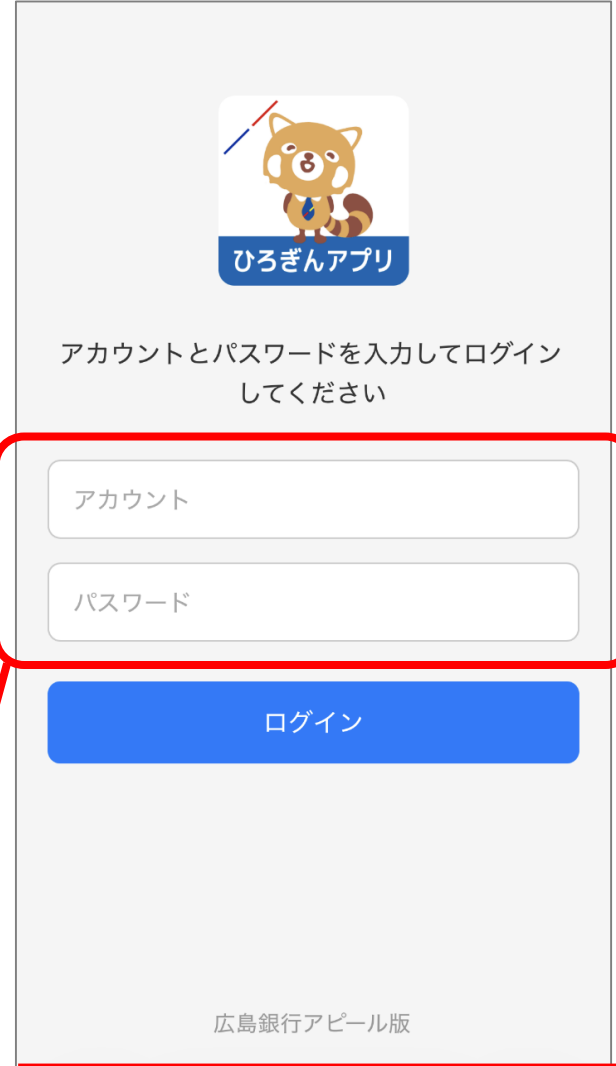 ひろぎんアプリ
アカウントとパスワードを入力してログイン
してください
アカウント
パスワード
ログイン
広島銀行アピール版